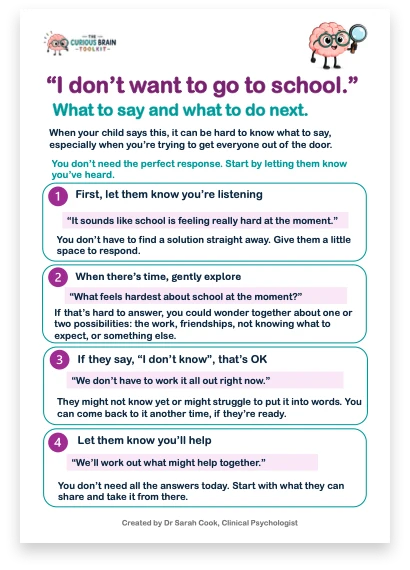 THE
CURIOUS BRAIN
TOOLKIT
“I don’t want to go to school.”
What to say and what to do next.
When your child says this, it can be hard to know what to say,
especially when you’re trying to get everyone out of the door.
You don’t need the perfect response. Start by letting them know
you’ve heard.
1 First, let them know you’re listening
“It sounds like school is feeling really hard at the moment.”
You don’t have to find a solution straight away. Give them a little
space to respond.
2 When there’s time, gently explore
“What feels hardest about school at the moment?”
If that’s hard to answer, you could wonder together about one or
two possibilities: the work, friendships, not knowing what to
expect, or something else.
3 If they say, “I don’t know”, that’s OK
“We don’t have to work it all out right now.”
They might not know yet or might struggle to put it into words. You
can come back to it another time, if they’re ready.
4 Let them know you’ll help
“We’ll work out what might help together.”
You don’t need all the answers today. Start with what they can
share and take it from there.
Created by Dr Sarah Cook, Clinical Psychologist